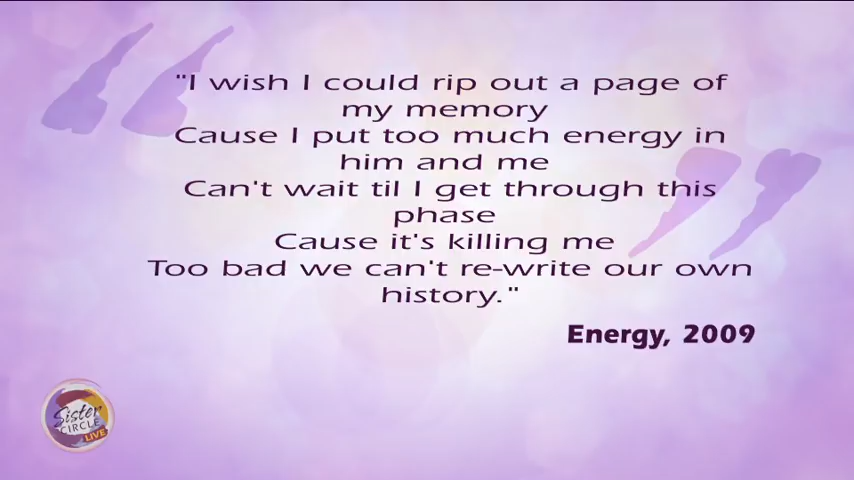 "I wish I could rip out a page of
my memory
Cause I put too much energy in
him and me
Can't wait til I get through this
phase
Cause it's killing me
Too bad we can't re-write our own
history."
Energy, 2009
Sister
CIRCLE
LIVE